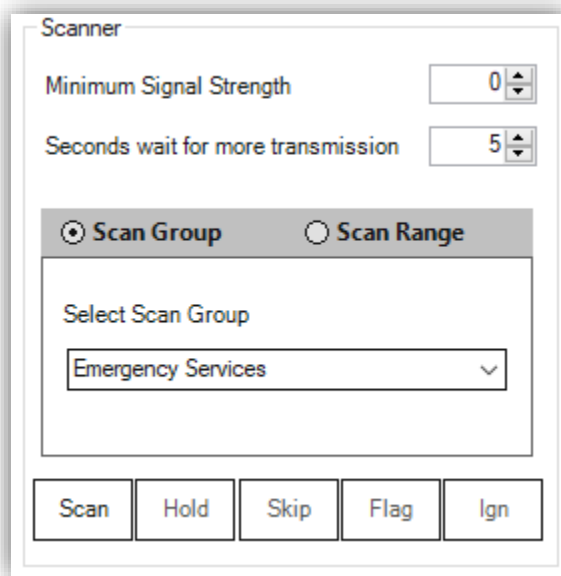 Scanner
Minimum Signal Strength 0
Seconds wait for more transmission 5
Scan Group Scan Range
Select Scan Group
Emergency Services
Scan Hold Skip Flag Ign